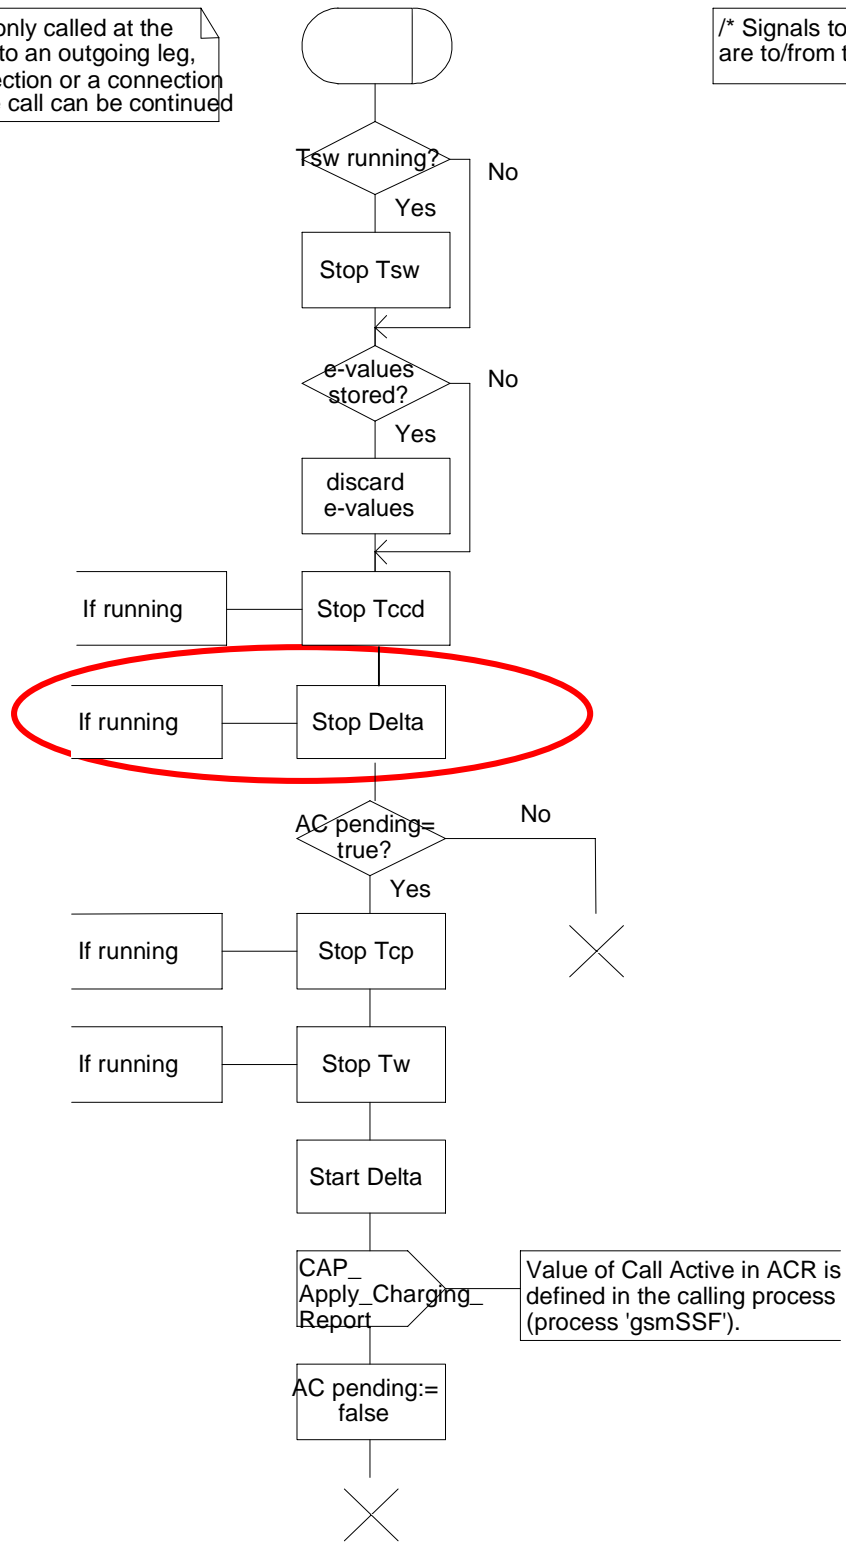 only called at the
to an outgoing leg,
ection or a connection
call can be continued
/* Signals to
are to/from t
Tsw running?
No
Yes
Stop Tsw
e-values
stored?
No
Yes
discard
e-values
If running
Stop Tccd
If running
Stop Delta
AC pending=
true?
No
Yes
If running
Stop Tcp
If running
Stop Tw
Start Delta
CAP_
Apply_Charging_
Report
Value of Call Active in ACR is
defined in the calling process
(process 'gsmSSF').
AC pending:=
false